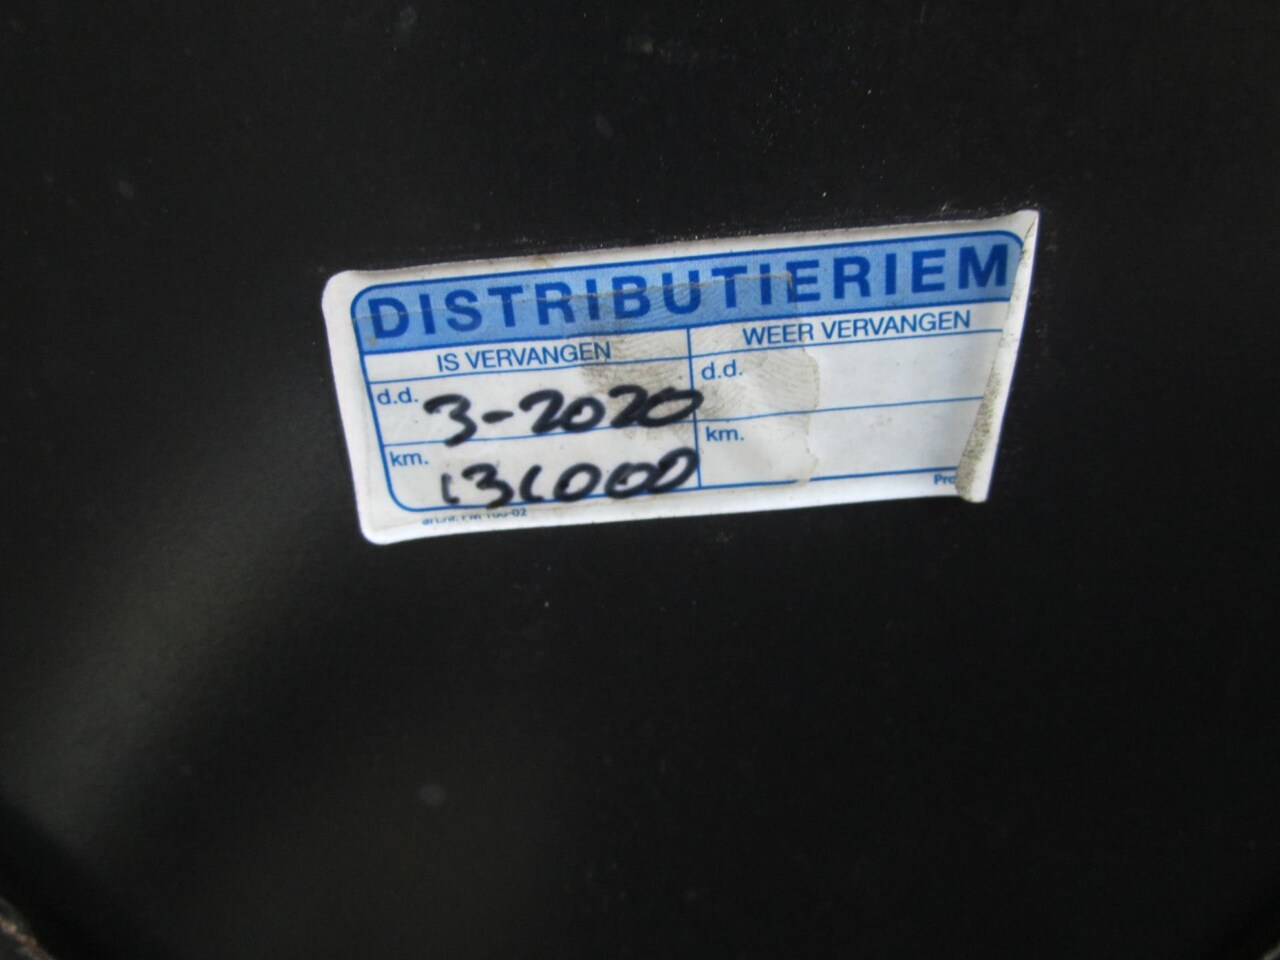 DISTRIBUTIERIEM
IS VERVANGEN
WEER VERVANGEN
d.d. 3-2020
d.d.
km. 131000
km.